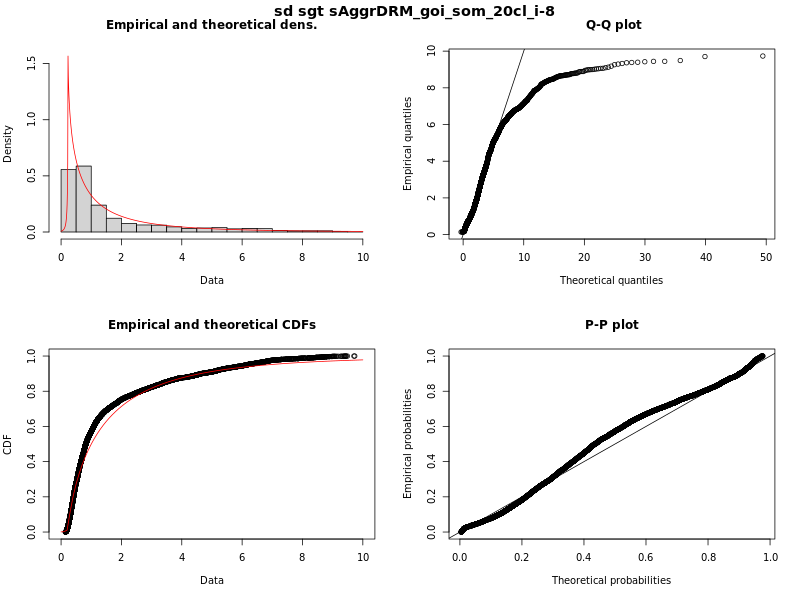 sd sgt sAggrDRM_goi_som_20cl_i-8
Empirical and theoretical dens.
Density
0.0 0.5 1.0 1.5
0 2 4 6 8 10
Data
Q-Q plot
Empirical quantiles
0 2 4 6 8 10
0 10 20 30 40 50
Theoretical quantiles
Empirical and theoretical CDFs
CDF
0.0 0.2 0.4 0.6 0.8 1.0
0 2 4 6 8 10
Data
P-P plot
Empirical probabilities
0.0 0.2 0.4 0.6 0.8 1.0
0.0 0.2 0.4 0.6 0.8 1.0
Theoretical probabilities